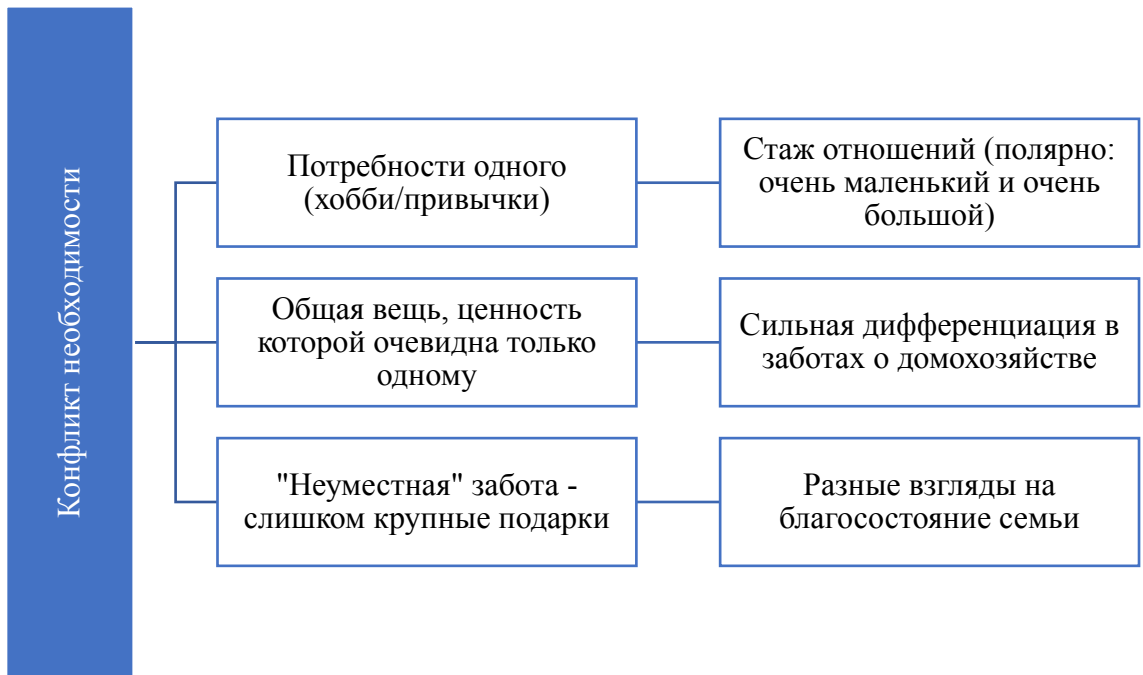 Конфликт необходимости
Потребности одного
(хобби/привычки)
Стаж отношений (полярно:
очень маленький и очень
большой)
Общая вещь, ценность
которой очевидна только
одному
Сильная дифференциация в
заботах о домохозяйстве
"Неуместная" забота -
слишком крупные подарки
Разные взгляды на
благосостояние семьи